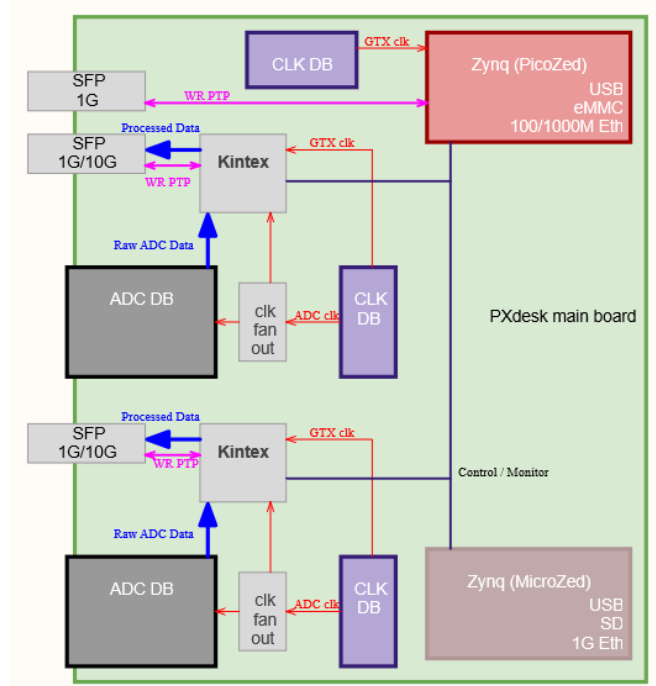 CLK DB
GTX clk
Zynq (PicoZed)
USB
eMMC
100/1000M Eth
SFP
1G
WR PTP
Processed Data
SFP
1G/10G
WR PTP
Kintex
GTX clk
Raw ADC Data
ADC DB
clk
fan
out
ADC clk
CLK
DB
PXdesk main board
Processed Data
SFP
1G/10G
WR PTP
Kintex
GTX clk
Control / Monitor
Raw ADC Data
ADC DB
clk
fan
out
ADC clk
CLK
DB
Zynq (MicroZed)
USB
SD
1G Eth